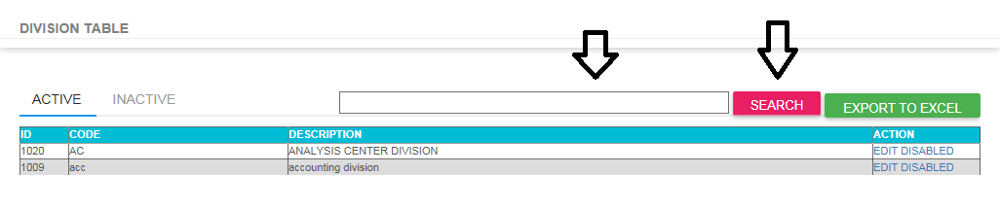 DIVISION TABLE
ACTIVE INACTIVE SEARCH EXPORT TO EXCEL
ID CODE DESCRIPTION ACTION
1020 AC ANALYSIS CENTER DIVISION EDIT DISABLED
1009 acc accounting division EDIT DISABLED